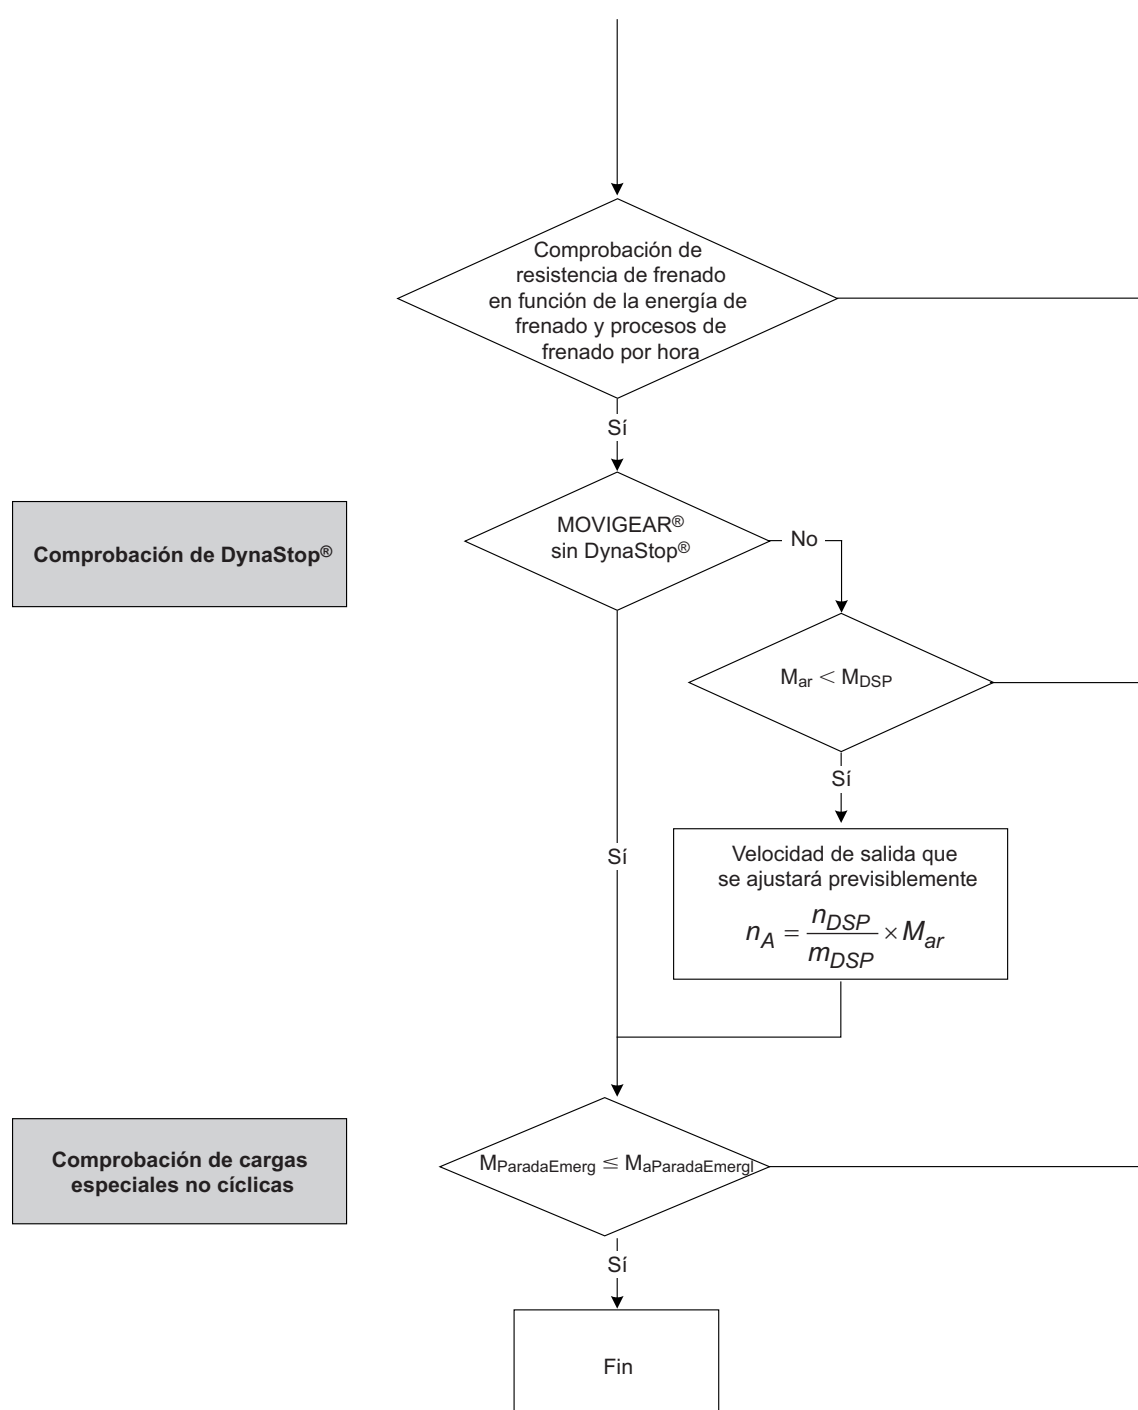 Comprobación de
resistencia de frenado
en función de la energía de
frenado y procesos de
frenado por hora
Sí
Comprobación de DynaStop®
MOVIGEAR®
sin DynaStop®
No
Mar < MDSP
Sí
Sí
Velocidad de salida que
se ajustará previsiblemente
nA = nDSP / mDSP × Mar
Comprobación de cargas
especiales no cíclicas
MParadaEmerg ≤ MaParadaEmergl
Sí
Fin